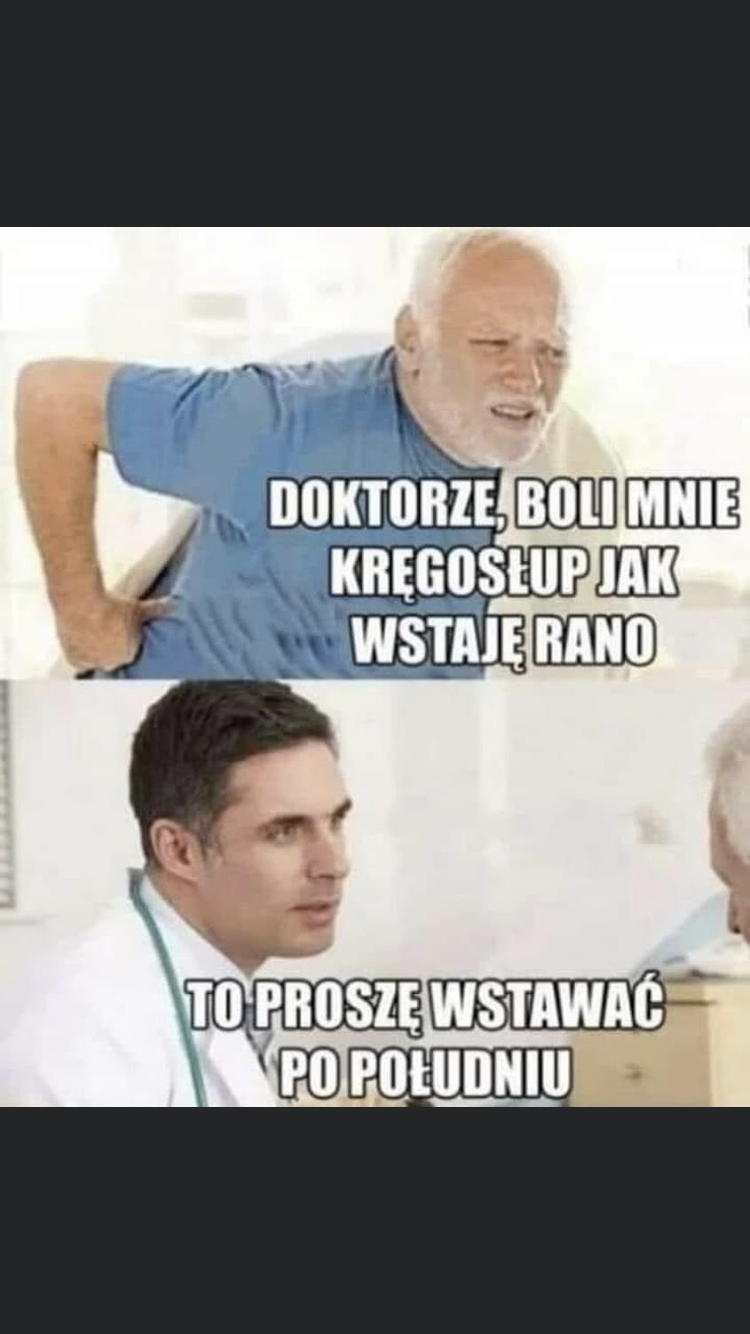 DOKTORZE, BOLI MNIE
KRĘGOSŁUP JAK
WSTAJĘ RANO
TO PROSZĘ WSTAWAĆ
PO POŁUDNIU